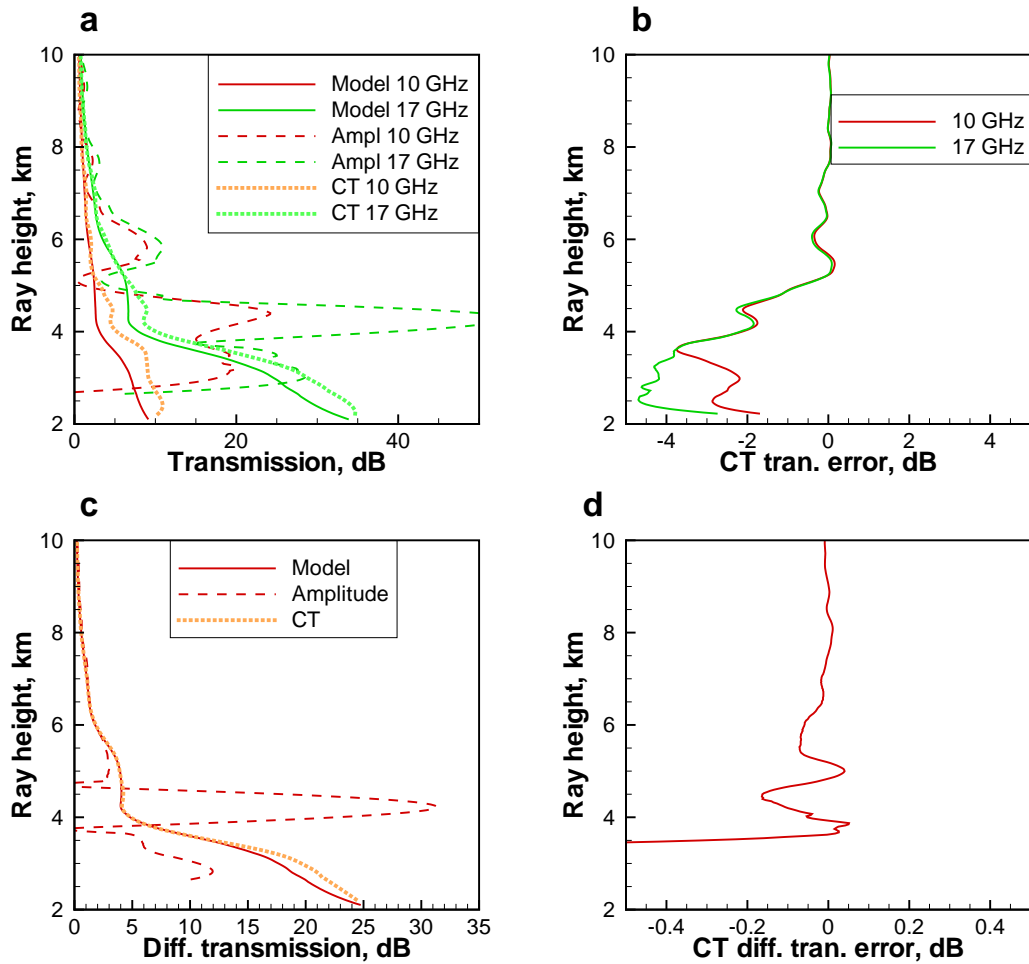 a
10
8
6
4
2
Ray height, km
0
20
40
Transmission, dB
Model 10 GHz
Model 17 GHz
Ampl 10 GHz
Ampl 17 GHz
CT 10 GHz
CT 17 GHz
b
10
8
6
4
2
Ray height, km
-4
-2
0
2
4
CT tran. error, dB
10 GHz
17 GHz
c
10
8
6
4
2
Ray height, km
0
5
10
15
20
25
30
35
Diff. transmission, dB
Model
Amplitude
CT
d
10
8
6
4
2
Ray height, km
-0.4
-0.2
0
0.2
0.4
CT diff. tran. error, dB